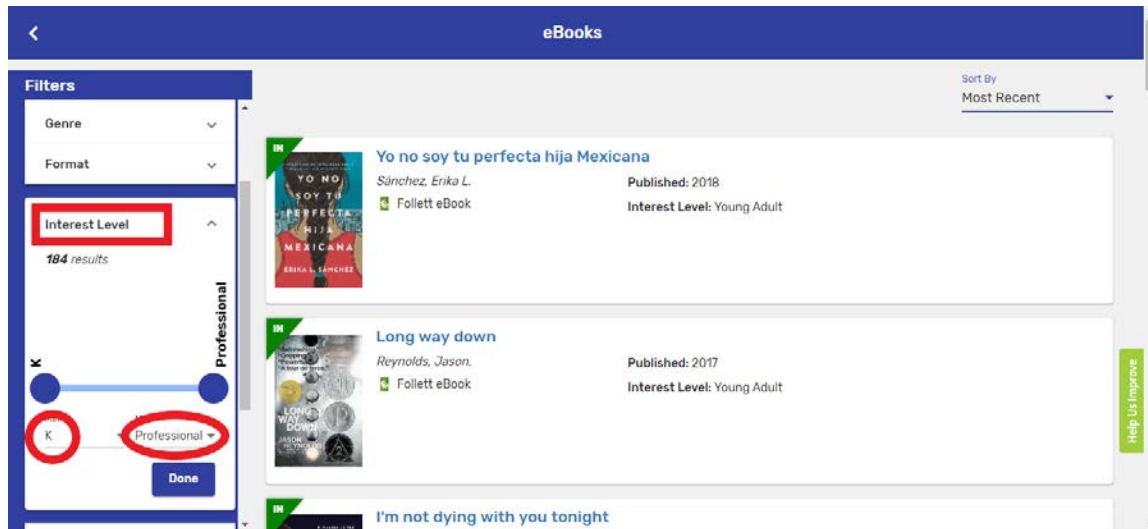 eBooks
Filters
Genre
Format
Interest Level
184 results
Professional
K
K
Professional
Done
Sort By
Most Recent
IN
YO NO
SOY TU
PERFECTA
HIJA
MEXICANA
ERIKA L. SÁNCHEZ
Yo no soy tu perfecta hija Mexicana
Sánchez, Erika L.
Published: 2018
Follett eBook
Interest Level: Young Adult
IN
LONG
WAY
DOWN
JASON
REYNOLDS
Long way down
Reynolds, Jason.
Published: 2017
Follett eBook
Interest Level: Young Adult
IN
I'm not dying with you tonight
Help Us Improve